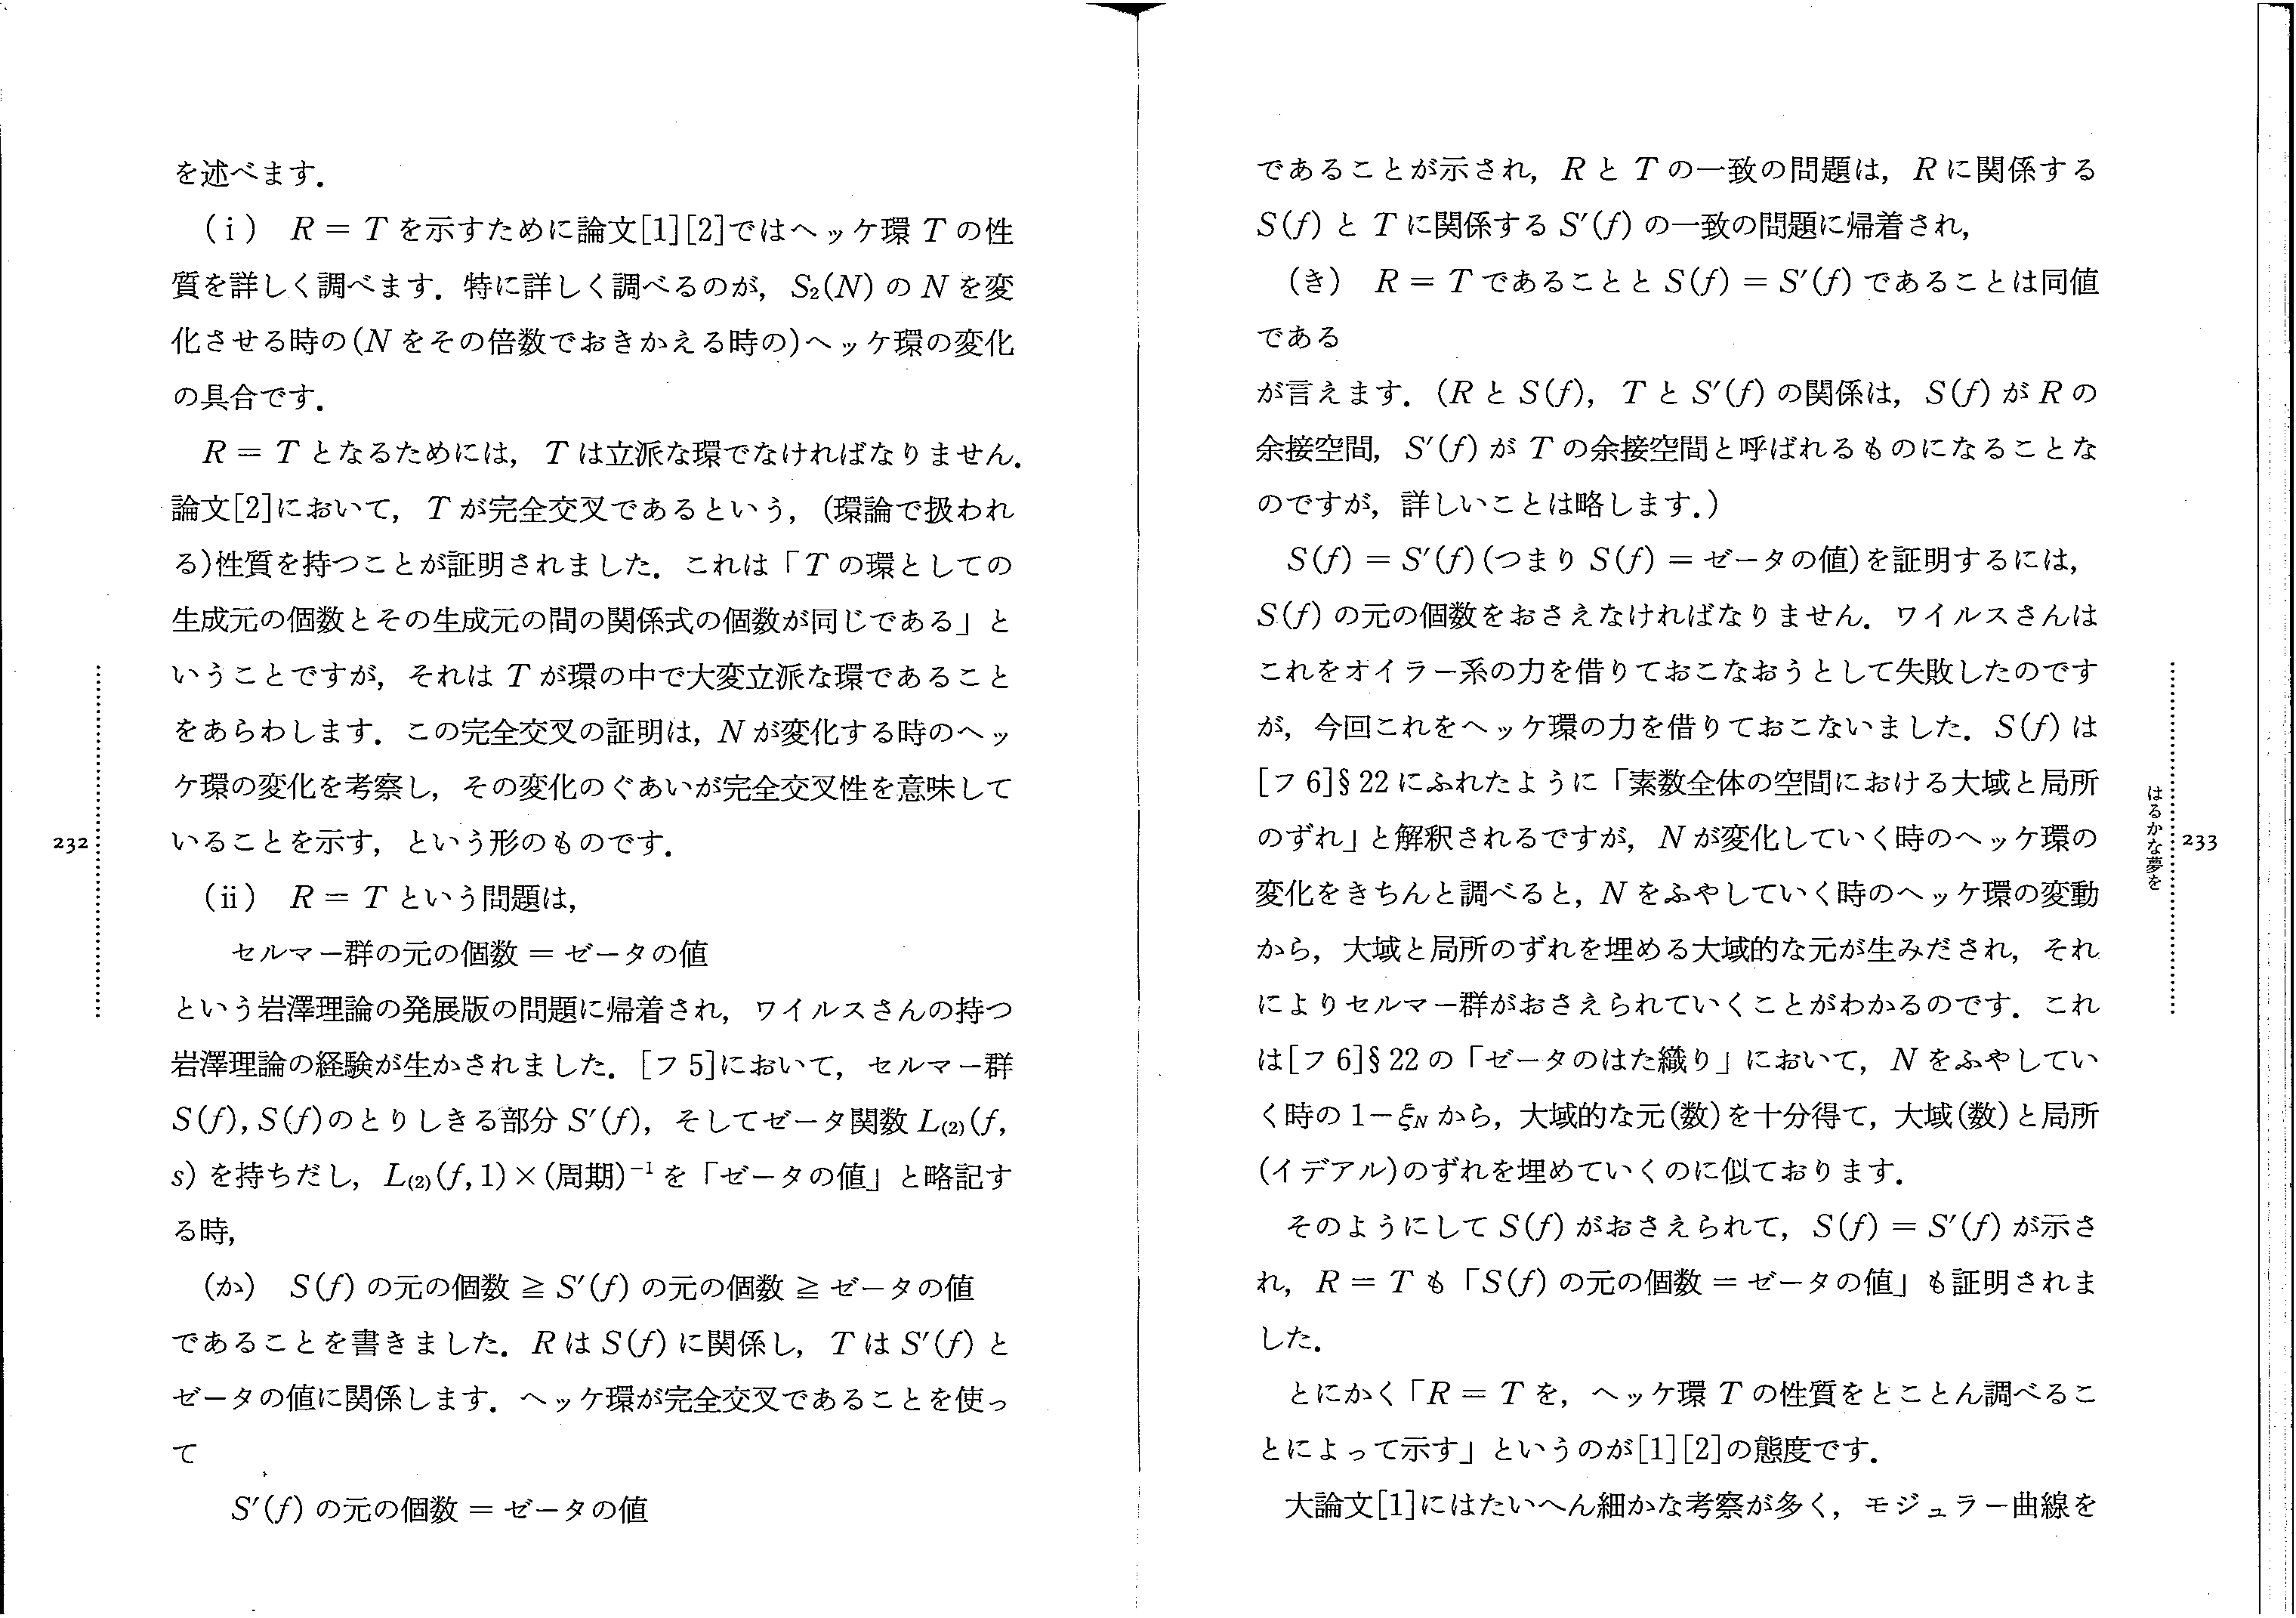 を述べます．
(ⅰ) R = T を示すために論文[1][2]ではヘッケ環 T の性
質を詳しく調べます．特に詳しく調べるのが，S₂(N) の N を変
化させる時の(N をその倍数でおきかえる時の)ヘッケ環の変化
の具合です．
R = T となるためには，T は立派な環でなければなりません．
論文[2]において，T が完全交叉であるという，(環論で扱われ
る)性質を持つことが証明されました．これは「T の環としての
生成元の個数とその生成元の間の関係式の個数が同じである」と
いうことですが，それは T が環の中で大変立派な環であること
をあらわします．この完全交叉の証明は，N が変化する時のヘッ
ケ環の変化を考察し，その変化のぐあいが完全交叉性を意味して
いることを示す，という形のものです．
(ⅱ) R = T という問題は，
セルマー群の元の個数 = ゼータの値
という岩澤理論の発展版の問題に帰着され，ワイルスさんの持つ
岩澤理論の経験が生かされました．[フ 5]において，セルマー群
S(f), S(f)のとりしきる部分 S′(f)，そしてゼータ関数 L₍₂₎(f,
s) を持ちだし，L₍₂₎(f, 1)×(周期)⁻¹ を「ゼータの値」と略記す
る時，
(か) S(f) の元の個数 ≧ S′(f) の元の個数 ≧ ゼータの値
であることを書きました．R は S(f) に関係し，T は S′(f) と
ゼータの値に関係します．ヘッケ環が完全交叉であることを使っ
て
S′(f) の元の個数 = ゼータの値
232
であることが示され，R と T の一致の問題は，R に関係する
S(f) と T に関係する S′(f) の一致の問題に帰着され，
(き) R = T であることと S(f) = S′(f) であることは同値
である
が言えます．(R と S(f)，T と S′(f) の関係は，S(f) が R の
余接空間，S′(f) が T の余接空間と呼ばれるものになることな
のですが，詳しいことは略します．)
S(f) = S′(f) (つまり S(f) = ゼータの値)を証明するには，
S(f) の元の個数をおさえなければなりません．ワイルスさんは
これをオイラー系の力を借りておこなおうとして失敗したのです
が，今回これをヘッケ環の力を借りておこないました．S(f) は
[フ 6]§22 にふれたように「素数全体の空間における大域と局所
のずれ」と解釈されるですが，N が変化していく時のヘッケ環の
変化をきちんと調べると，N をふやしていく時のヘッケ環の変動
から，大域と局所のずれを埋める大域的な元が生みだされ，それ
によりセルマー群がおさえられていくことがわかるのです．これ
は[フ 6]§22 の「ゼータのはた織り」において，N をふやしてい
く時の 1−ξN から，大域的な元(数)を十分得て，大域(数)と局所
(イデアル)のずれを埋めていくのに似ております．
そのようにして S(f) がおさえられて，S(f) = S′(f) が示さ
れ，R = T も「S(f) の元の個数 = ゼータの値」も証明されま
した．
とにかく「R = T を，ヘッケ環 T の性質をとことん調べるこ
とによって示す」というのが[1][2]の態度です．
大論文[1]にはたいへん細かな考察が多く，モジュラー曲線を
はるかな夢を
233